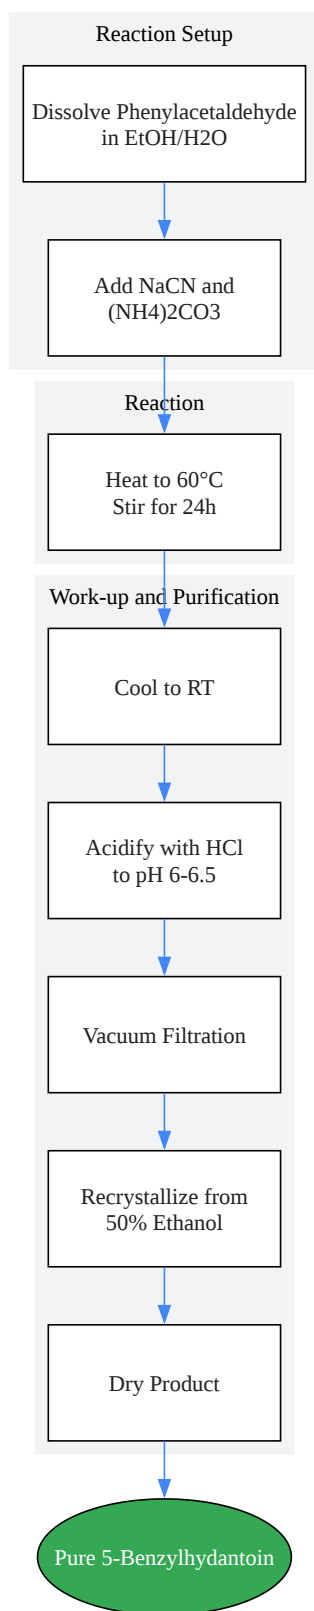 Reaction Setup
Dissolve Phenylacetaldehyde
in EtOH/H2O
Add NaCN and
(NH4)2CO3
Reaction
Heat to 60°C
Stir for 24h
Work-up and Purification
Cool to RT
Acidify with HCl
to pH 6-6.5
Vacuum Filtration
Recrystallize from
50% Ethanol
Dry Product
Pure 5-Benzylhydantoin